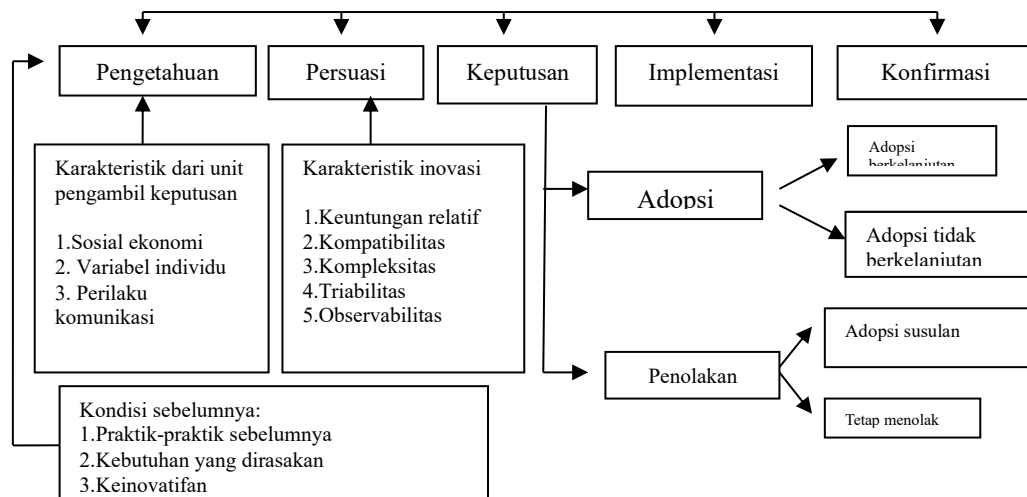 Pengetahuan
Persuasi
Keputusan
Implementasi
Konfirmasi
Karakteristik dari unit
pengambil keputusan
1.Sosial ekonomi
2. Variabel individu
3. Perilaku
komunikasi
Karakteristik inovasi
1.Keuntungan relatif
2.Kompatibilitas
3.Kompleksitas
4.Triabilitas
5.Observabilitas
Adopsi
Adopsi
berkelanjutan
Adopsi tidak
berkelanjutan
Penolakan
Adopsi susulan
Tetap menolak
Kondisi sebelumnya:
1.Praktik-praktik sebelumnya
2.Kebutuhan yang dirasakan
3.Keinovatifan